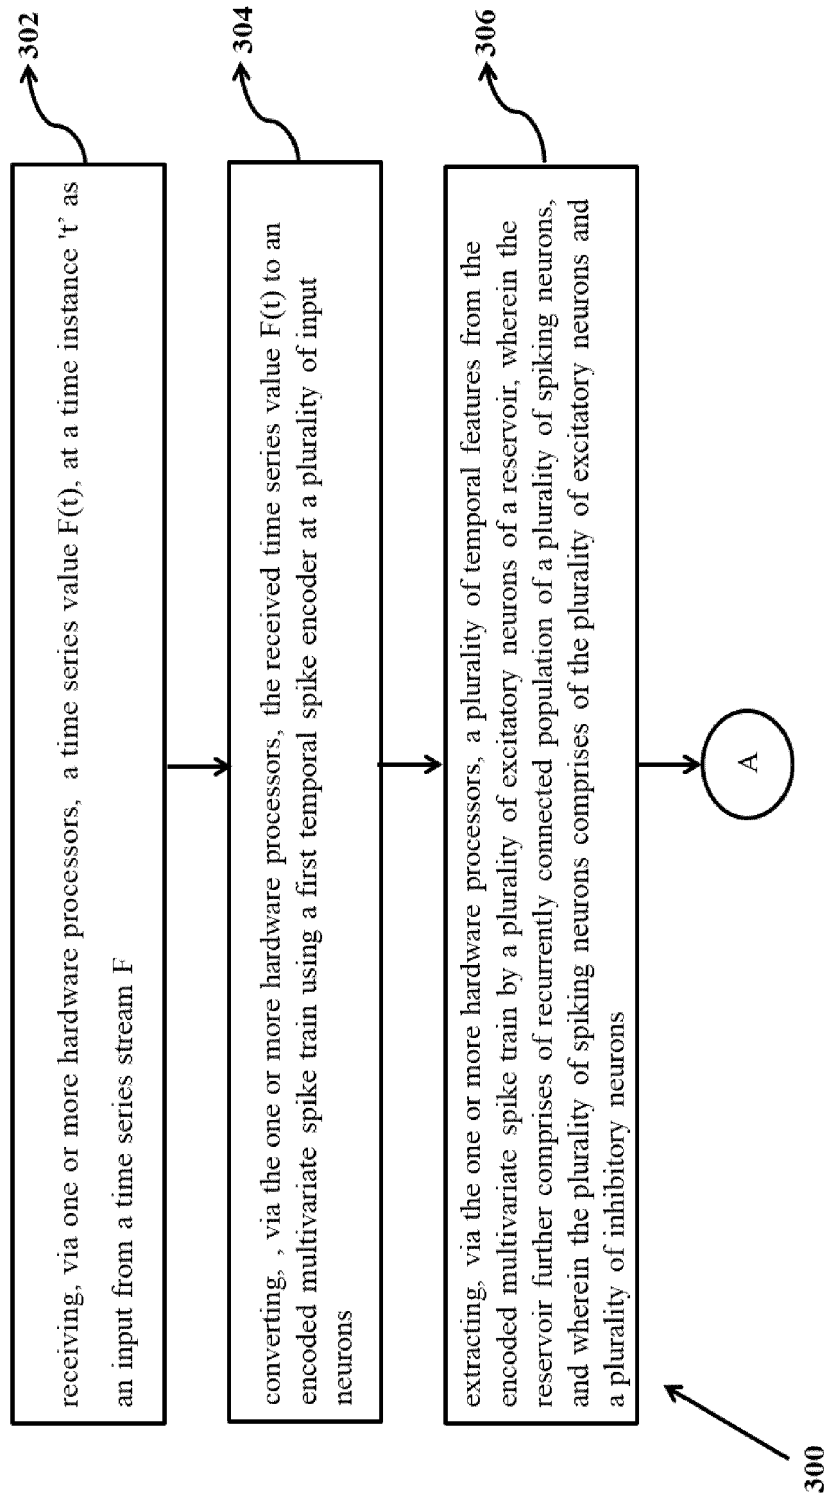 receiving, via one or more hardware processors, a time series value F(t), at a time instance 't' as
an input from a time series stream F
302
converting, , via the one or more hardware processors, the received time series value F(t) to an
encoded multivariate spike train using a first temporal spike encoder at a plurality of input
neurons
304
extracting, via the one or more hardware processors, a plurality of temporal features from the
encoded multivariate spike train by a plurality of excitatory neurons of a reservoir, wherein the
reservoir further comprises of recurrently connected population of a plurality of spiking neurons,
and wherein the plurality of spiking neurons comprises of the plurality of excitatory neurons and
a plurality of inhibitory neurons
306
A
300